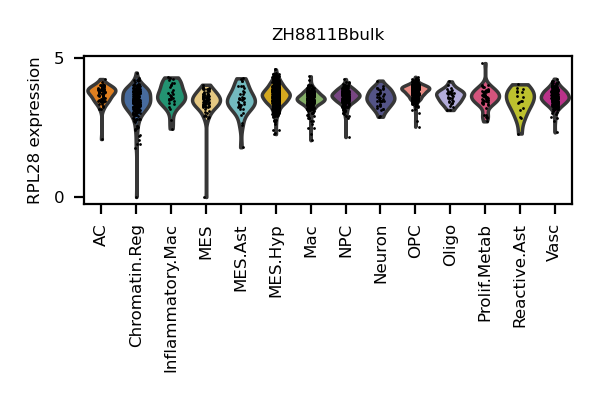 ZH8811Bbulk
5
0
RPL28 expression
AC
Chromatin.Reg
Inflammatory.Mac
MES
MES.Ast
MES.Hyp
Mac
NPC
Neuron
OPC
Oligo
Prolif.Metab
Reactive.Ast
Vasc